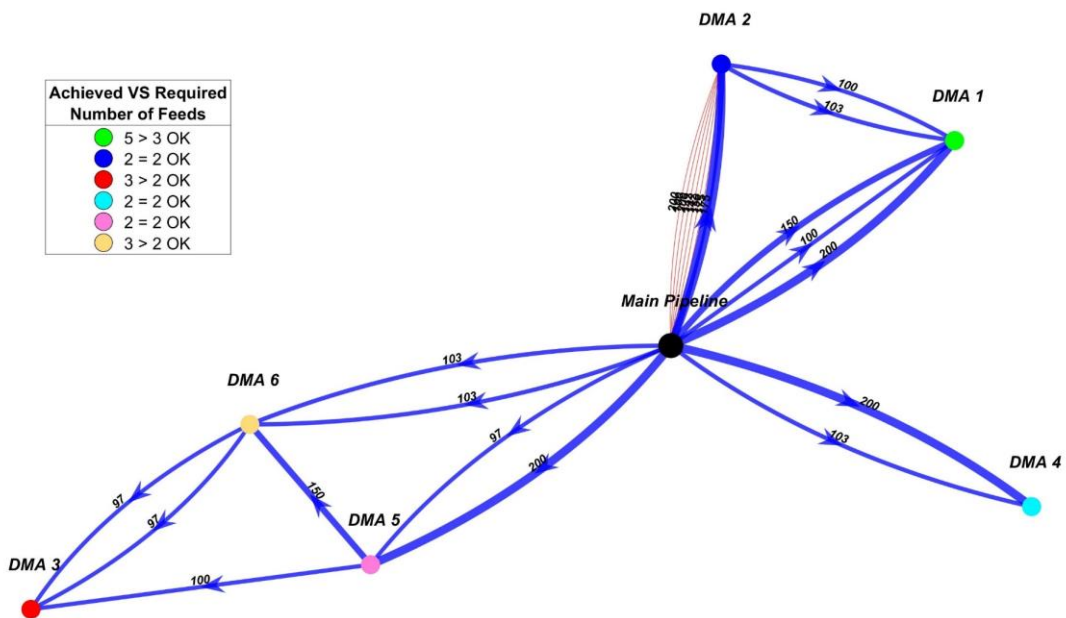 DMA 2
DMA 1
100
103
Achieved VS Required
Number of Feeds
5 > 3 OK
2 = 2 OK
3 > 2 OK
2 = 2 OK
2 = 2 OK
3 > 2 OK
200
175
150
100
200
Main Pipeline
103
DMA 6
103
200
97
103
200
DMA 4
150
97
97
DMA 5
DMA 3
100